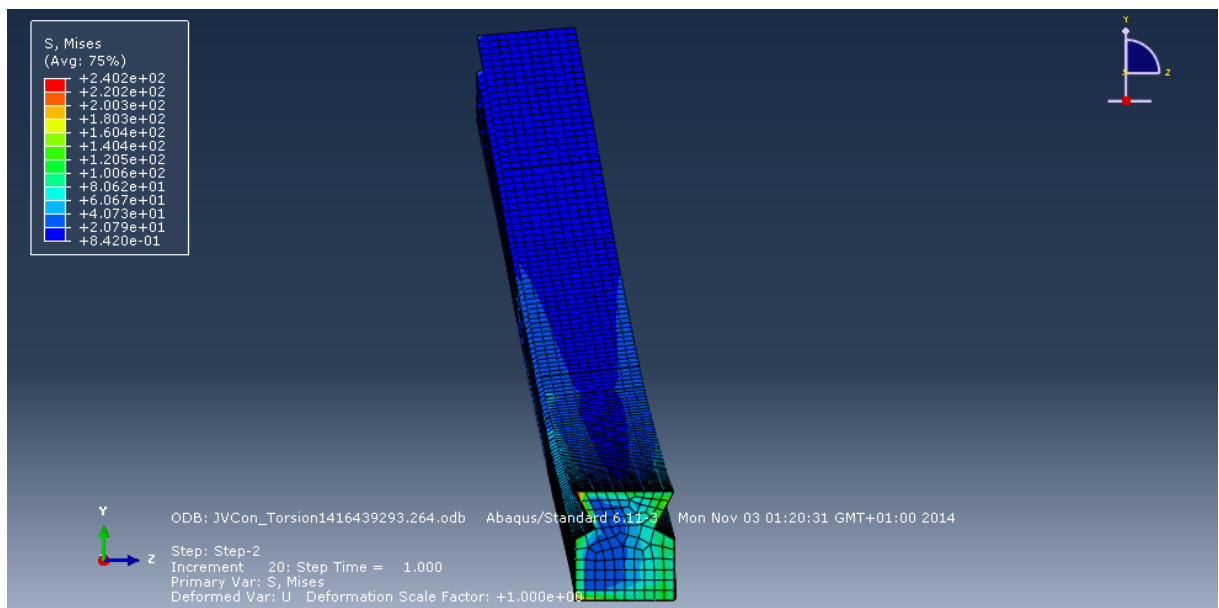 S, Mises
(Avg: 75%)
+2.402e+02
+2.202e+02
+2.003e+02
+1.803e+02
+1.604e+02
+1.404e+02
+1.205e+02
+1.006e+02
+8.062e+01
+6.067e+01
+4.073e+01
+2.079e+01
+8.420e-01
Y
X
Z
Y
Z
ODB: JVCon_Torsion1416439293.264.odb Abaqus/Standard 6.11-3 Mon Nov 03 01:20:31 GMT+01:00 2014
Step: Step-2
Increment 20: Step Time = 1.000
Primary Var: S, Mises
Deformed Var: U Deformation Scale Factor: +1.000e+00